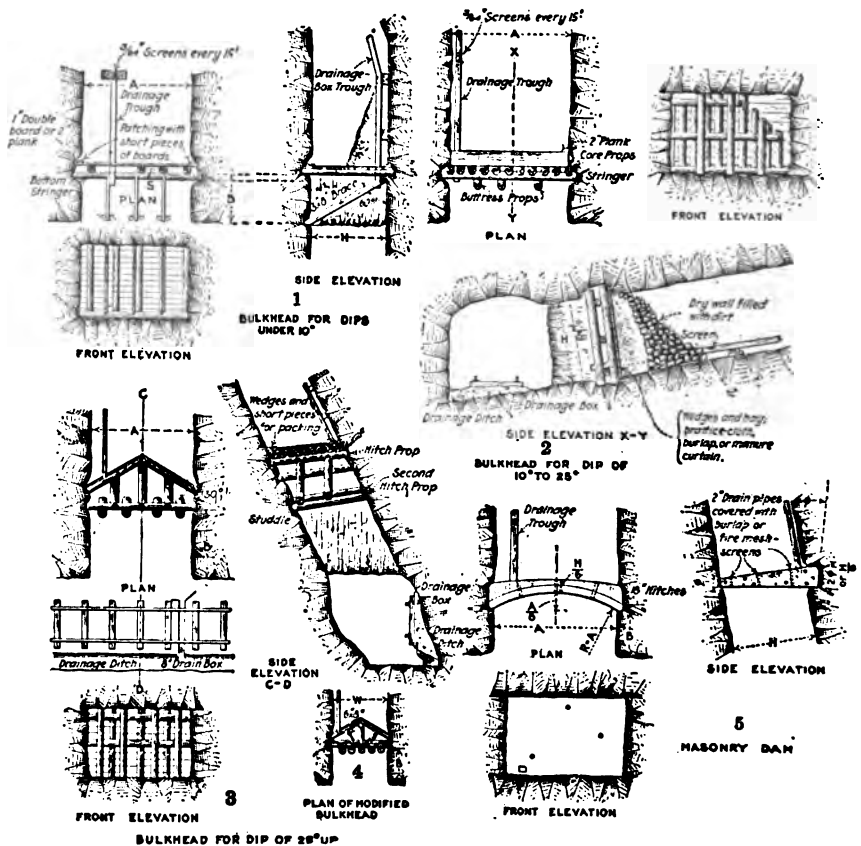 3/64" Screens every 15'
A
Drainage
Trough
1" Double
board or 2
plank
Patching with
short pieces
of boards
Bottom
Stringer
S
PLAN
B
FRONT ELEVATION
Drainage-
Box Trough
H
SIDE ELEVATION
1
BULKHEAD FOR DIPS
UNDER 10°
3/64" Screens every 15'
A
X
Drainage Trough
2" Plank
Core Props
Stringer
Buttress Props
PLAN
FRONT ELEVATION
Dry wall filled
with dirt
Screen
H
Drainage Ditch
Drainage Box
SIDE ELEVATION X-Y
Wedges and hay,
burlap, or manure
curtain.
2
BULKHEAD FOR DIP OF
10° TO 25°
C
A
PLAN
Drainage Ditch
8" Drain Box
D
FRONT ELEVATION
3
BULKHEAD FOR DIP OF 25° UP
Wedges and
short pieces
for packing
Hitch Prop
Second
Hitch Prop
Studdle
Drainage
Box
Drainage
Ditch
SIDE
ELEVATION
C-D
W
4
PLAN OF MODIFIED
BULKHEAD
Drainage
Trough
H/6
Hitches
A/6
A
R=A
B
PLAN
FRONT ELEVATION
2" Drain pipes
covered with
burlap or
fine mesh
screens
H
SIDE ELEVATION
5
MASONRY DAM